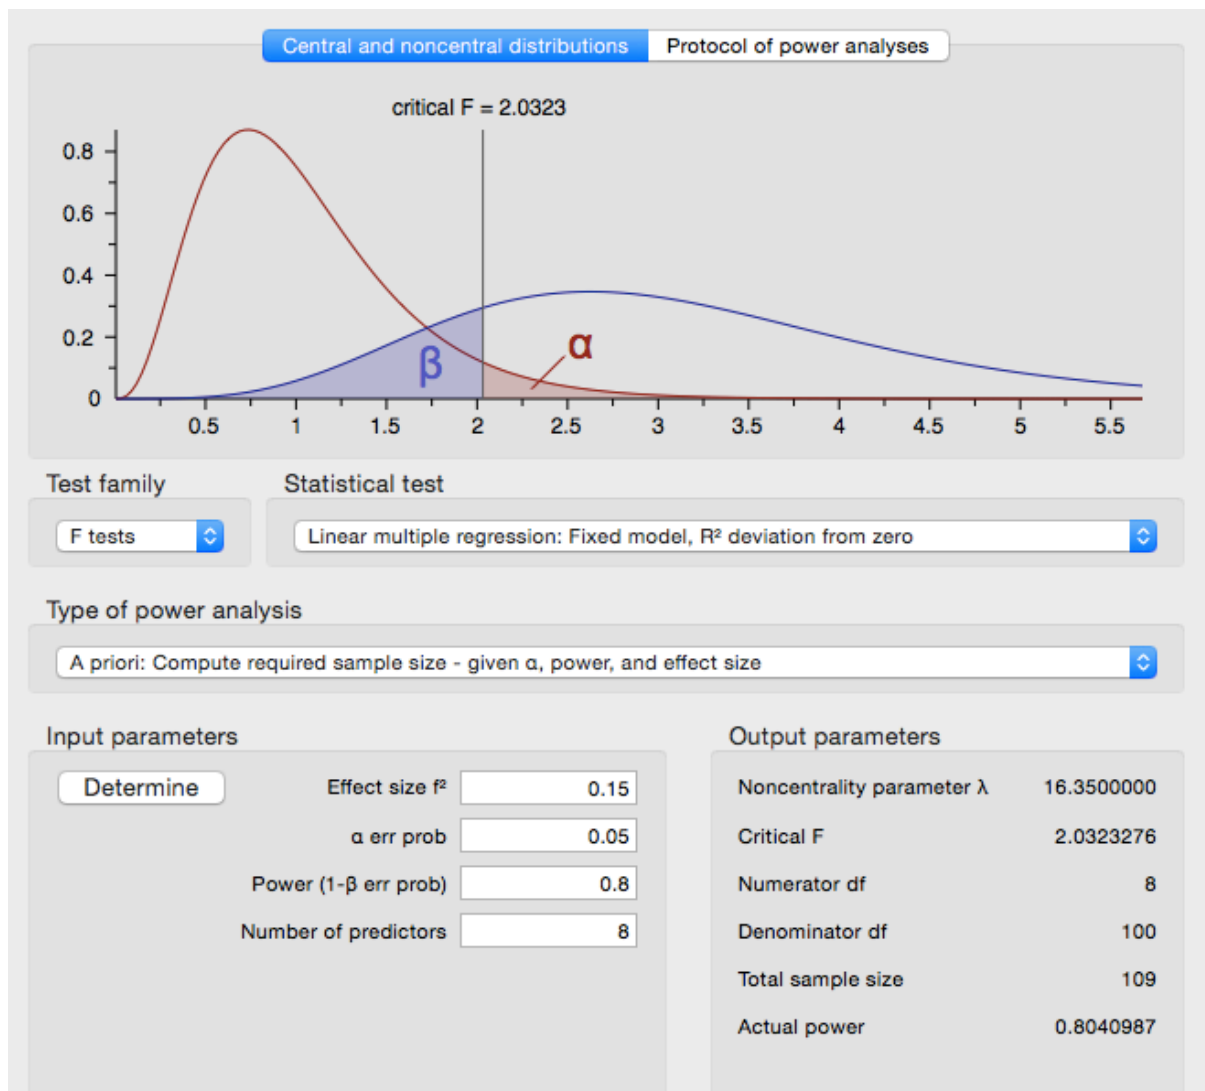 Central and noncentral distributions Protocol of power analyses
critical F = 2.0323
0.8
0.6
0.4
0.2
0
β
α
0.5 1 1.5 2 2.5 3 3.5 4 4.5 5 5.5
Test family Statistical test
F tests Linear multiple regression: Fixed model, R² deviation from zero
Type of power analysis
A priori: Compute required sample size - given α, power, and effect size
Input parameters Output parameters
Determine Effect size f² 0.15 Noncentrality parameter λ 16.3500000
α err prob 0.05 Critical F 2.0323276
Power (1-β err prob) 0.8 Numerator df 8
Number of predictors 8 Denominator df 100
Total sample size 109
Actual power 0.8040987